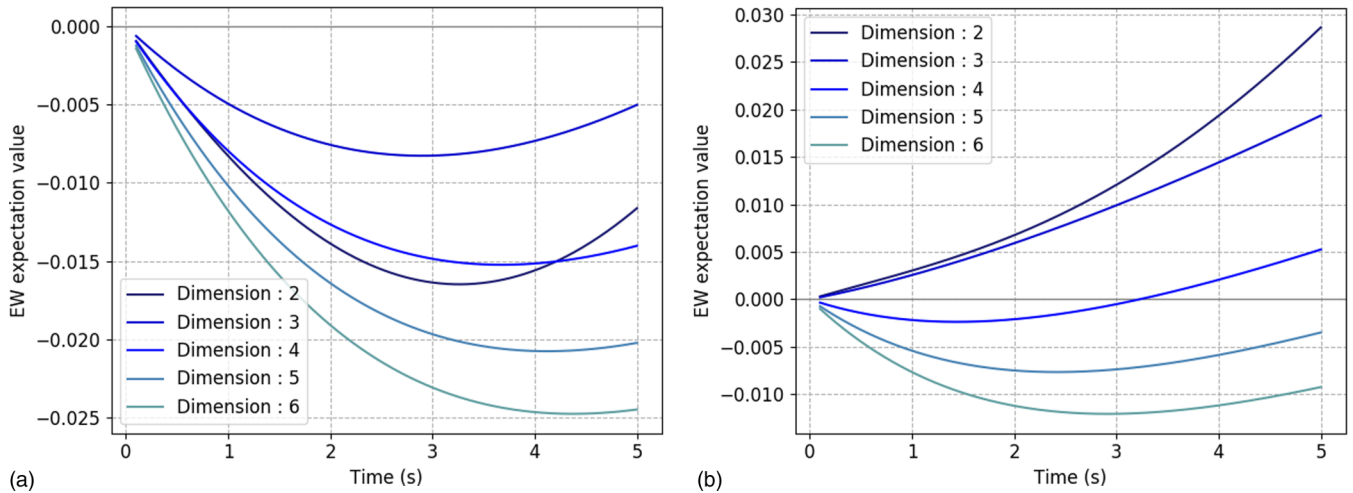 0.000
−0.005
−0.010
−0.015
−0.020
−0.025
EW expectation value
Dimension : 2
Dimension : 3
Dimension : 4
Dimension : 5
Dimension : 6
0 1 2 3 4 5
Time (s)
(a)
0.030
0.025
0.020
0.015
0.010
0.005
0.000
−0.005
−0.010
EW expectation value
Dimension : 2
Dimension : 3
Dimension : 4
Dimension : 5
Dimension : 6
0 1 2 3 4 5
Time (s)
(b)